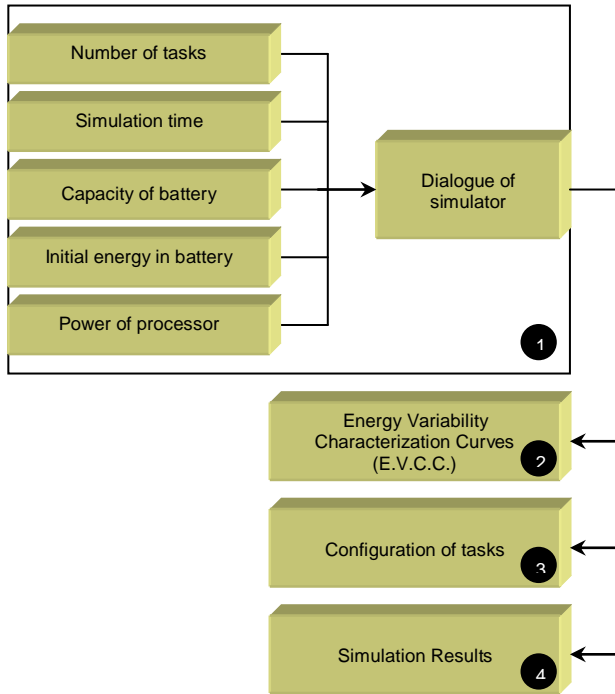 Number of tasks
Simulation time
Capacity of battery
Initial energy in battery
Power of processor
Dialogue of
simulator
1
Energy Variability
Characterization Curves
(E.V.C.C.)
2
Configuration of tasks
3
Simulation Results
4